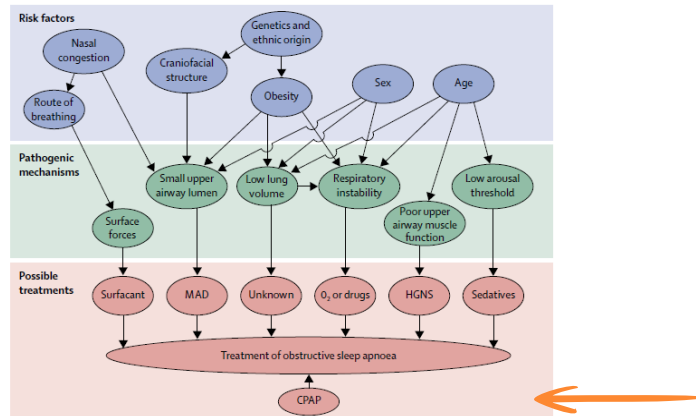 Risk factors
Nasal
congestion
Genetics and
ethnic origin
Craniofacial
structure
Sex
Age
Obesity
Route of
breathing
Pathogenic
mechanisms
Small upper
airway lumen
Low lung
volume
Respiratory
instability
Low arousal
threshold
Surface
forces
Poor upper
airway muscle
function
Possible
treatments
Surfacant
MAD
Unknown
0₂ or drugs
HGNS
Sedatives
Treatment of obstructive sleep apnoea
CPAP